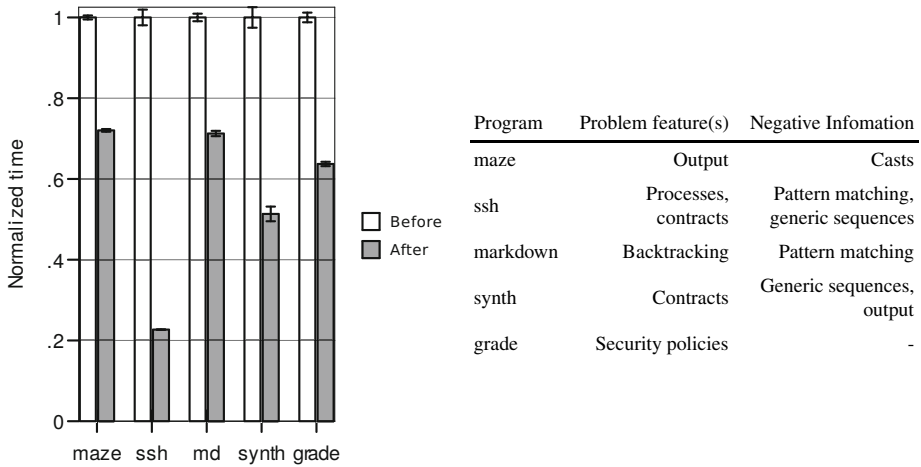 Normalized time
1
.8
.6
.4
.2
0
maze ssh md synth grade
Before
After
Program Problem feature(s) Negative Infomation
maze Output Casts
ssh Processes, contracts Pattern matching, generic sequences
markdown Backtracking Pattern matching
synth Contracts Generic sequences, output
grade Security policies -